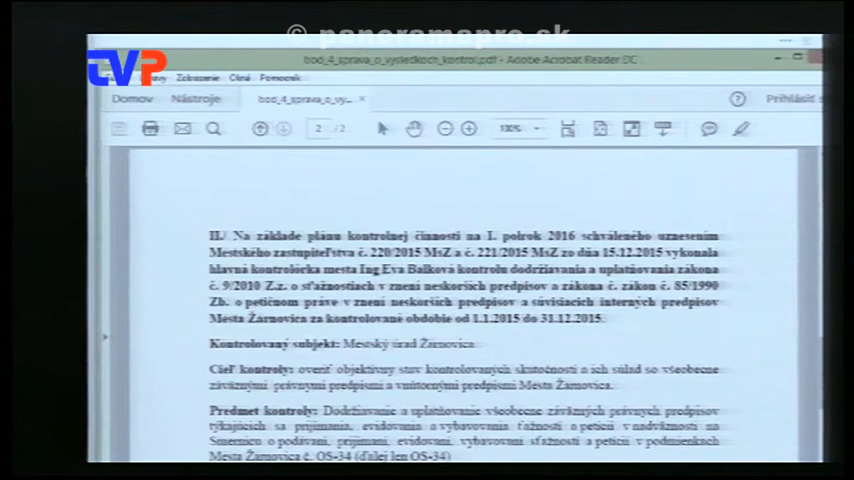 © panoramapro.sk
tVP
bod_4_sprava_o_vysledkoch_kontrol.pdf - Adobe Acrobat Reader DC
Zobrazenie Okná Pomocník
Domov Nástroje bod_4_sprava_o_vy... × Prihlásiť s
2 / 2 100%
II./ Na základe plánu kontrolnej činnosti na I. polrok 2016 schváleného uznesením
Mestského zastupiteľstva č. 220/2015 MsZ a č. 221/2015 MsZ zo dňa 15.12.2015 vykonala
hlavná kontrolórka mesta Ing Eva Balková kontrolu dodržiavania a uplatňovania zákona
č. 9/2010 Z.z. o sťažnostiach v znení neskorších predpisov a zákona č. zákon č. 85/1990
Zb. o petičnom práve v znení neskorších predpisov a súvisiacich interných predpisov
Mesta Žarnovica za kontrolované obdobie od 1.1.2015 do 31.12.2015.
Kontrolovaný subjekt: Mestský úrad Žarnovica
Cieľ kontroly: overiť objektívny stav kontrolovaných skutočností a ich súlad so všeobecne
záväznými právnymi predpismi a vnútornými predpismi Mesta Žarnovica.
Predmet kontroly: Dodržiavanie a uplatňovanie všeobecne záväzných právnych predpisov
týkajúcich sa prijímania, evidovania a vybavovania ťažností a petícií v nadväznosti na
Smernicu o podávaní, prijímaní, evidovaní, vybavovaní sťažností a petícií v podmienkach
Mesta Žarnovica č. OS-34 (ďalej len OS-34)